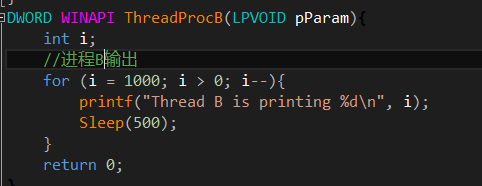 DWORD WINAPI ThreadProcB(LPVOID pParam){
    int i;
    //进程B输出
    for (i = 1000; i > 0; i--){
        printf("Thread B is printing %d\n", i);
        Sleep(500);
    }
    return 0;